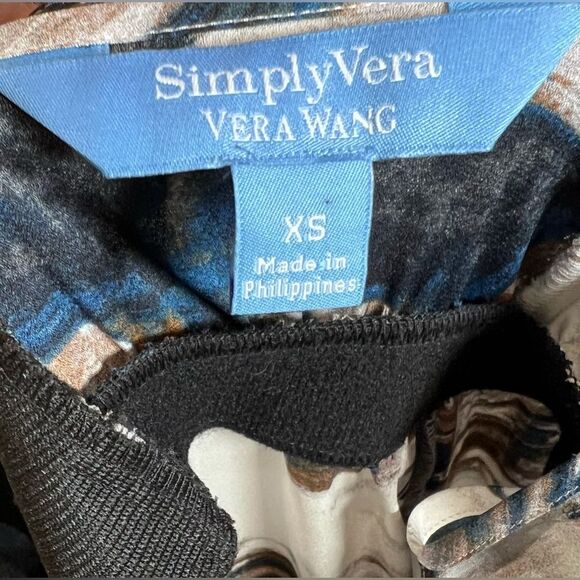 SimplyVera
VERA WANG
XS
Made in
Philippines